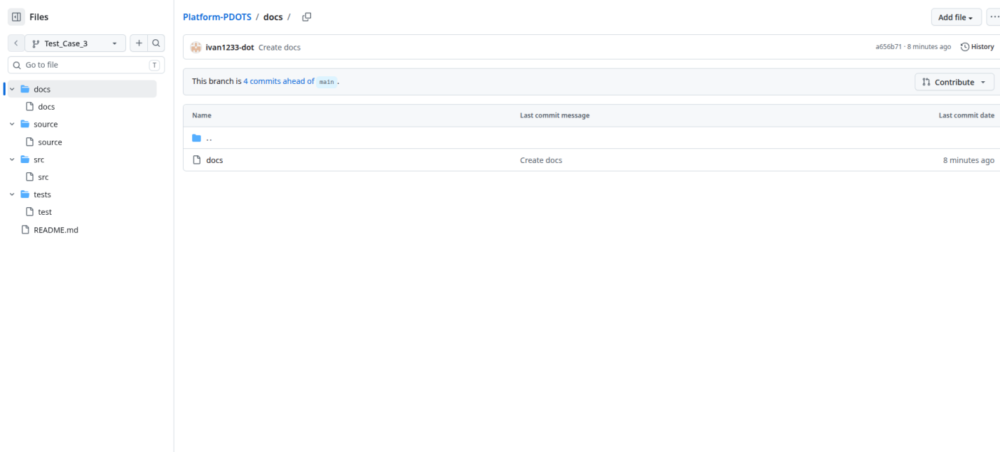 Files
Test_Case_3
Go to file
T
docs
docs
source
source
src
src
tests
test
README.md
Platform-PDOTS / docs /
Add file
ivan1233-dot Create docs
a656b71 · 8 minutes ago
History
This branch is 4 commits ahead of main .
Contribute
Name Last commit message Last commit date
..
docs Create docs 8 minutes ago